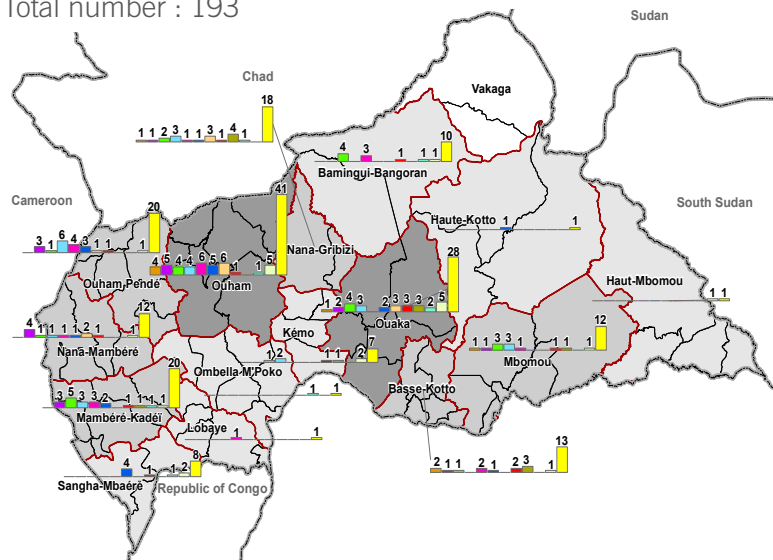 Total number : 193
Sudan
Chad
Vakaga
18
1 1 2 3 1 1 3 1 4 1
4 3 1 1 1 10
Bamingui-Bangoran
Cameroon
20
41
South Sudan
3 1 6 4 3 1 1 1
Haute-Kotto
1 1
Nana-Gribizi
28
4 5 4 4 6 5 6 1 1 5
Ouham Pendé
Ouham
Haut-Mbomou
1 1
1 2 4 3 2 3 3 3 2 5
Ouaka
12
4 1 1 1 1 2 1 1
Kémo
12
Nana-Mambéré
1 2
1 1 2 7
1 1 3 3 1 1 1 1
Mbomou
20
Ombella-M'Poko
Basse-Kotto
3 5 3 3 2 1 1 1 1
1 1
Mambéré-Kadéï
Lobaye
1 1
13
4 1 1 2 8
2 1 1 2 1 2 3 1
Sangha-Mbaéré
Republic of Congo